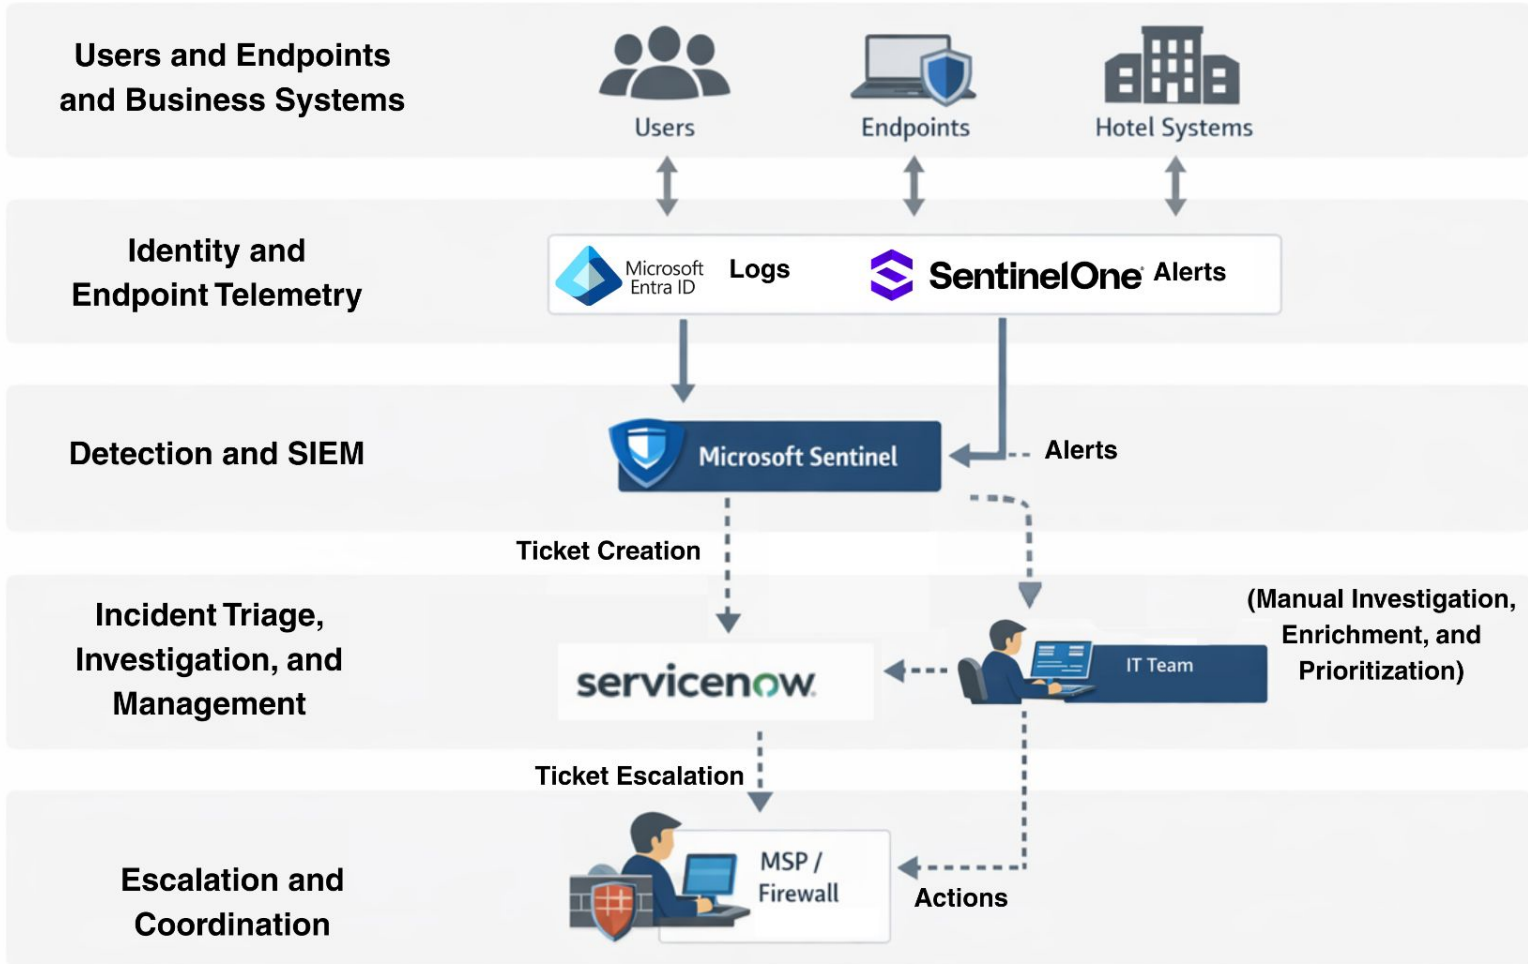 Users and Endpoints
and Business Systems
Users
Endpoints
Hotel Systems
Identity and
Endpoint Telemetry
Microsoft
Entra ID
Logs
SentinelOne
Alerts
Detection and SIEM
Microsoft Sentinel
Alerts
Ticket Creation
Incident Triage,
Investigation, and
Management
servicenow
IT Team
(Manual Investigation,
Enrichment, and
Prioritization)
Ticket Escalation
Escalation and
Coordination
MSP /
Firewall
Actions